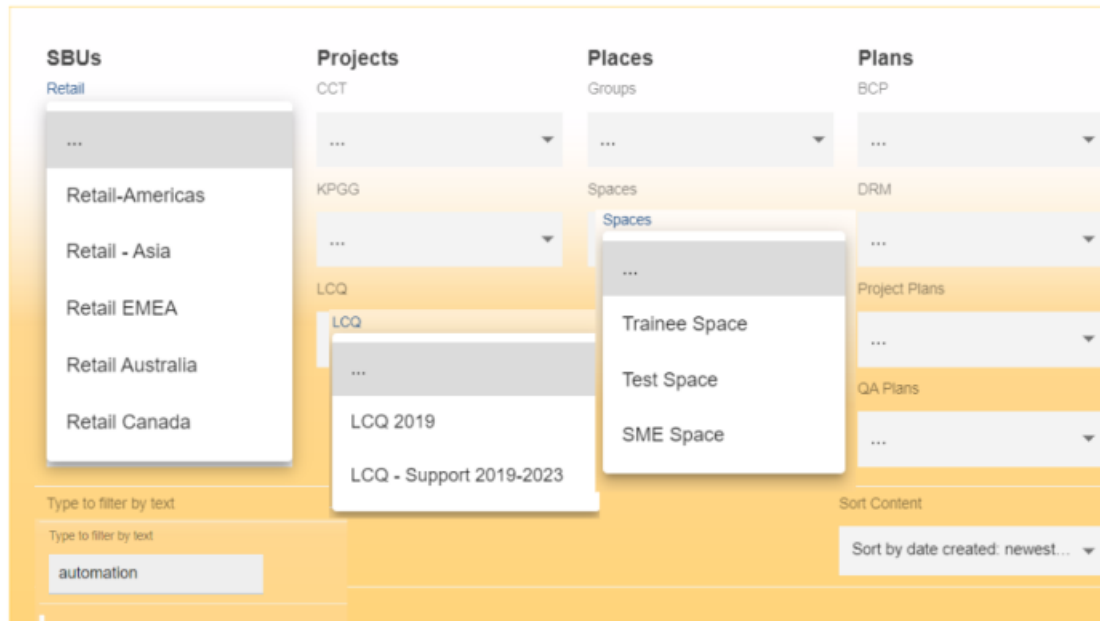 SBUs
Retail
...
Retail-Americas
Retail - Asia
Retail EMEA
Retail Australia
Retail Canada
Projects
CCT
...
KPGG
...
LCQ
LCQ
...
LCQ 2019
LCQ - Support 2019-2023
Places
Groups
...
Spaces
Spaces
...
Trainee Space
Test Space
SME Space
Plans
BCP
...
DRM
...
Project Plans
...
QA Plans
...
Type to filter by text
Type to filter by text
automation
Sort Content
Sort by date created: newest...